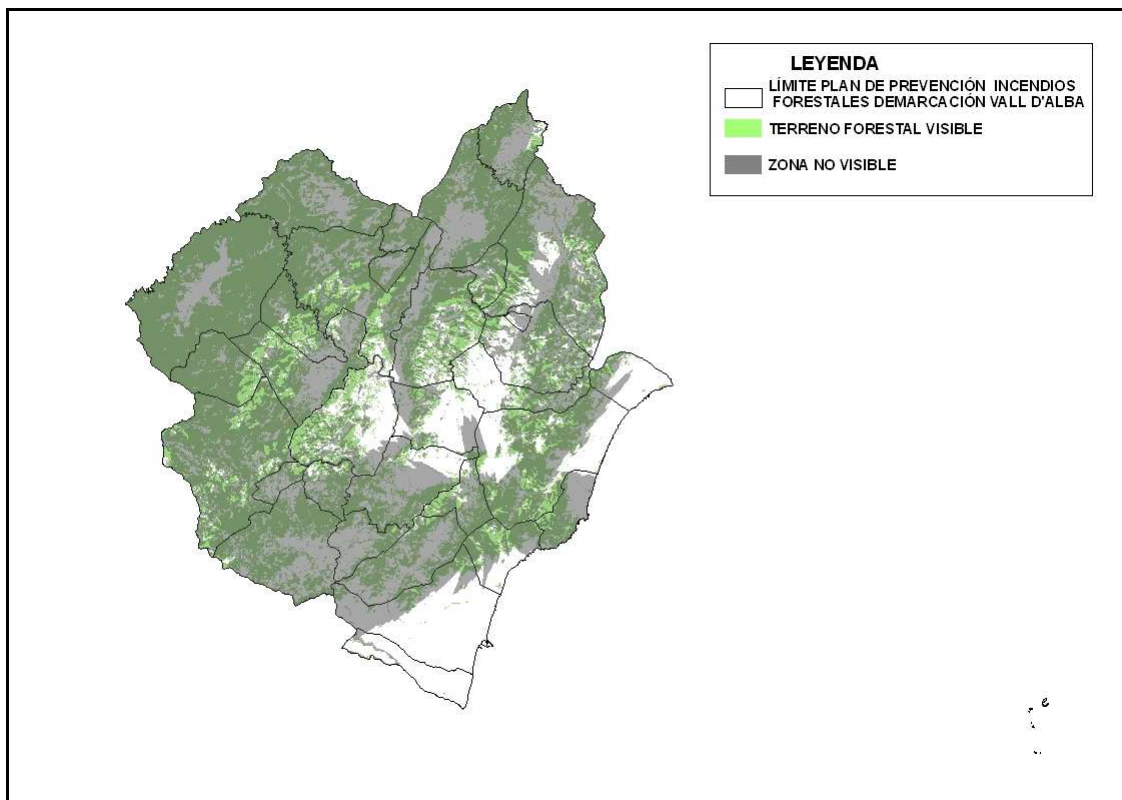 LEYENDA
LÍMITE PLAN DE PREVENCIÓN INCENDIOS
FORESTALES DEMARCACIÓN VALL D'ALBA
TERRENO FORESTAL VISIBLE
ZONA NO VISIBLE